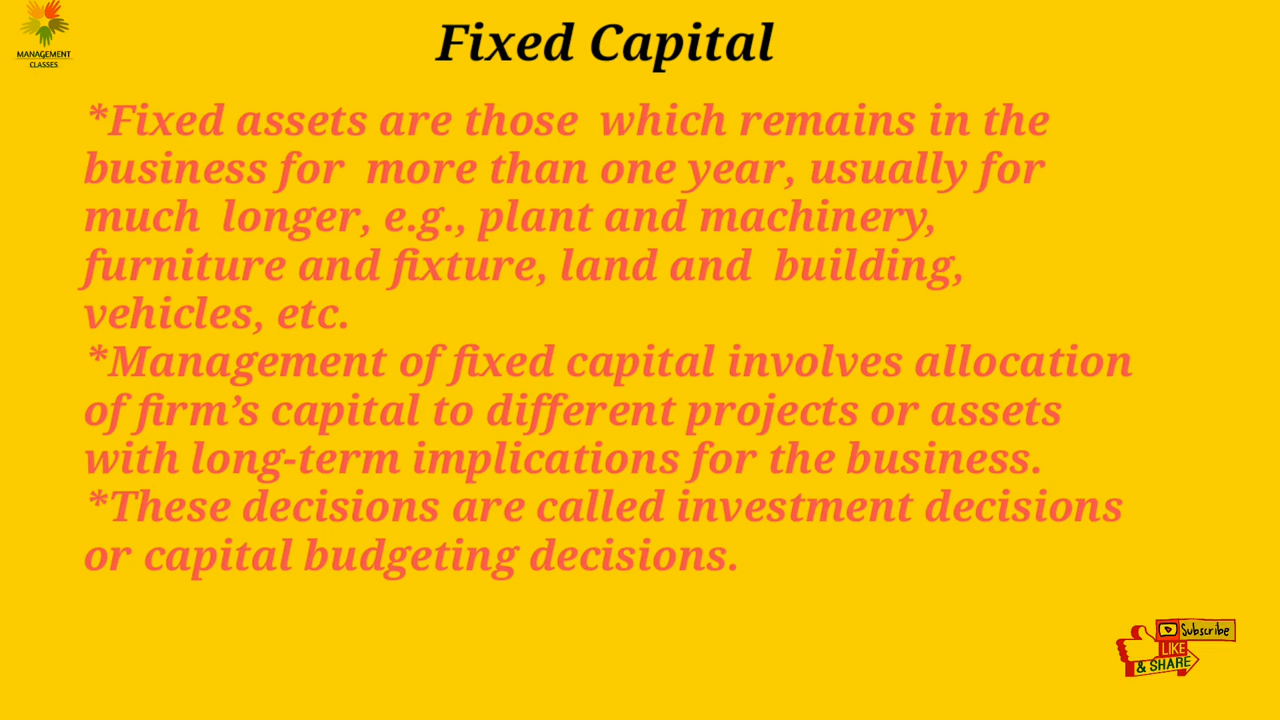 MANAGEMENT
CLASSES
Fixed Capital
*Fixed assets are those which remains in the
business for more than one year, usually for
much longer, e.g., plant and machinery,
furniture and fixture, land and building,
vehicles, etc.
*Management of fixed capital involves allocation
of firm’s capital to different projects or assets
with long-term implications for the business.
*These decisions are called investment decisions
or capital budgeting decisions.
Subscribe
LIKE
& SHARE